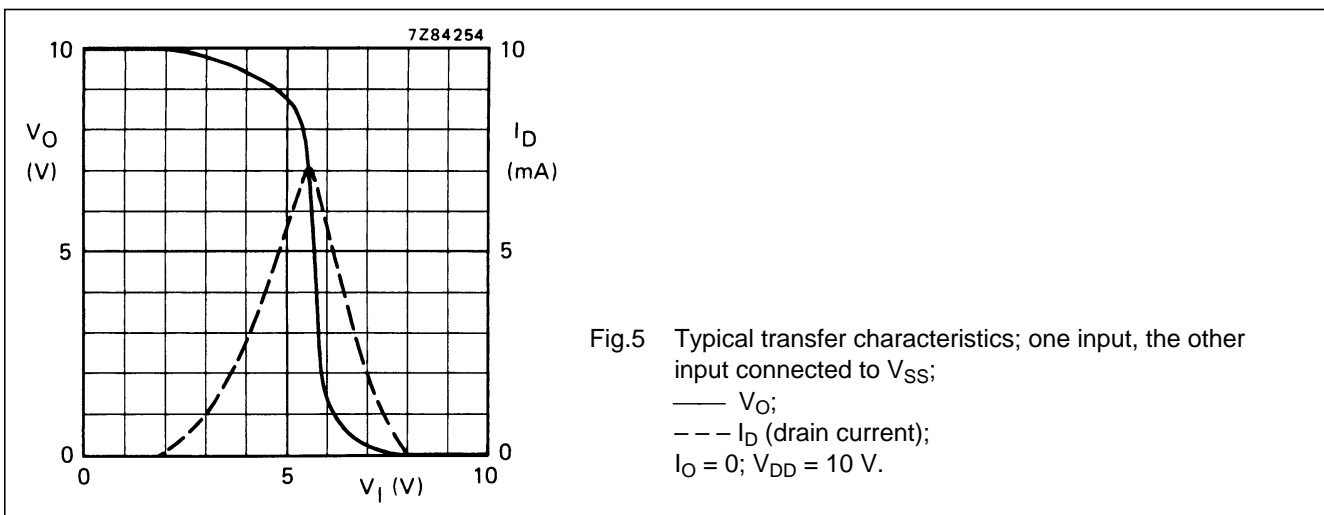 7Z84254
10
10
V_O
(V)
I_D
(mA)
5
5
0
0
0
5
10
V_I (V)
Fig.5 Typical transfer characteristics; one input, the other
input connected to V_SS;
—— V_O;
– – – I_D (drain current);
I_O = 0; V_DD = 10 V.